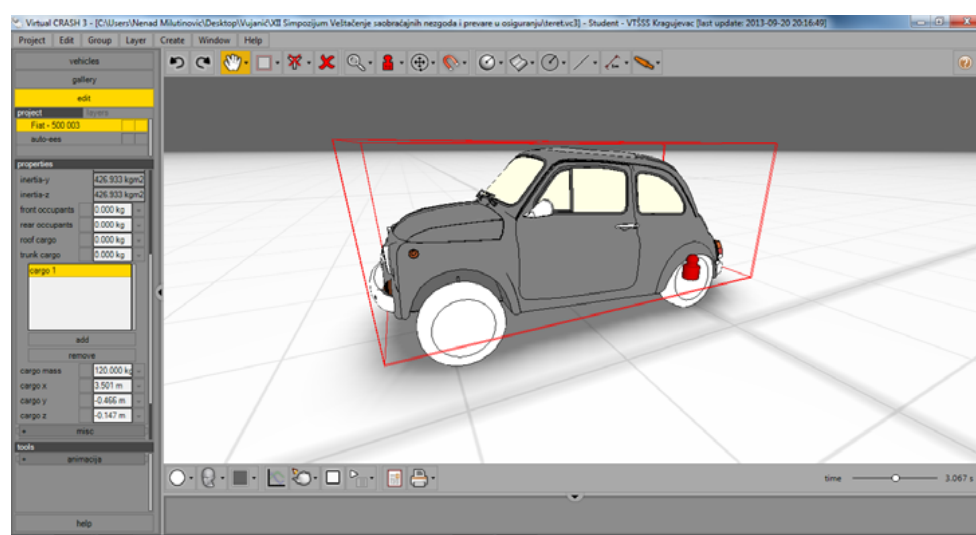 Virtual CRASH 3 - [C:\Users\Nenad Milutinovic\Desktop\Vujanić\XII Simpozijum Veštačenje saobraćajnih nezgoda i prevare u osiguranju\teret.vc3] - Student - VTŠSS Kragujevac [last update: 2013-09-20 20:16:49]
Project Edit Group Layer Create Window Help
vehicles
gallery
edit
project layers
Fiat - 500 003
auto-ees
properties
inertia-y 426.933 kgm2
inertia-z 426.933 kgm2
front occupants 0.000 kg
rear occupants 0.000 kg
roof cargo 0.000 kg
trunk cargo 0.000 kg
cargo 1
add
remove
cargo mass 120.000 kg
cargo x 3.501 m
cargo y -0.466 m
cargo z -0.147 m
+ misc
tools
+ animacija
time 3.067 s
help